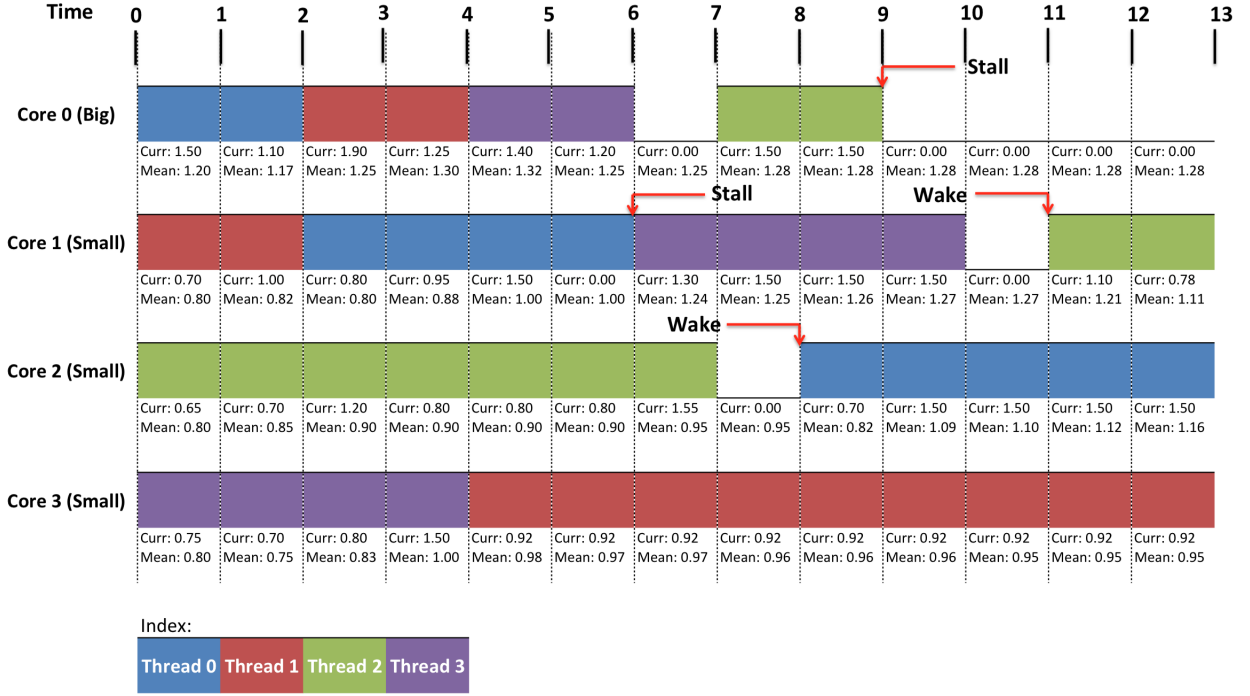 Time 0 1 2 3 4 5 6 7 8 9 10 11 12 13
Stall
Core 0 (Big)
Curr: 1.50 Curr: 1.10 Curr: 1.90 Curr: 1.25 Curr: 1.40 Curr: 1.20 Curr: 0.00 Curr: 1.50 Curr: 1.50 Curr: 0.00 Curr: 0.00 Curr: 0.00 Curr: 0.00
Mean: 1.20 Mean: 1.17 Mean: 1.25 Mean: 1.30 Mean: 1.32 Mean: 1.25 Mean: 1.25 Mean: 1.28 Mean: 1.28 Mean: 1.28 Mean: 1.28 Mean: 1.28 Mean: 1.28
Stall Wake
Core 1 (Small)
Curr: 0.70 Curr: 1.00 Curr: 0.80 Curr: 0.95 Curr: 1.50 Curr: 0.00 Curr: 1.30 Curr: 1.50 Curr: 1.50 Curr: 1.50 Curr: 0.00 Curr: 1.10 Curr: 0.78
Mean: 0.80 Mean: 0.82 Mean: 0.80 Mean: 0.88 Mean: 1.00 Mean: 1.00 Mean: 1.24 Mean: 1.25 Mean: 1.26 Mean: 1.27 Mean: 1.27 Mean: 1.21 Mean: 1.11
Wake
Core 2 (Small)
Curr: 0.65 Curr: 0.70 Curr: 1.20 Curr: 0.80 Curr: 0.80 Curr: 0.80 Curr: 1.55 Curr: 0.00 Curr: 0.70 Curr: 1.50 Curr: 1.50 Curr: 1.50 Curr: 1.50
Mean: 0.80 Mean: 0.85 Mean: 0.90 Mean: 0.90 Mean: 0.90 Mean: 0.90 Mean: 0.95 Mean: 0.95 Mean: 0.82 Mean: 1.09 Mean: 1.10 Mean: 1.12 Mean: 1.16
Core 3 (Small)
Curr: 0.75 Curr: 0.70 Curr: 0.80 Curr: 1.50 Curr: 0.92 Curr: 0.92 Curr: 0.92 Curr: 0.92 Curr: 0.92 Curr: 0.92 Curr: 0.92 Curr: 0.92 Curr: 0.92
Mean: 0.80 Mean: 0.75 Mean: 0.83 Mean: 1.00 Mean: 0.98 Mean: 0.97 Mean: 0.97 Mean: 0.96 Mean: 0.96 Mean: 0.96 Mean: 0.95 Mean: 0.95 Mean: 0.95
Index:
Thread 0 Thread 1 Thread 2 Thread 3